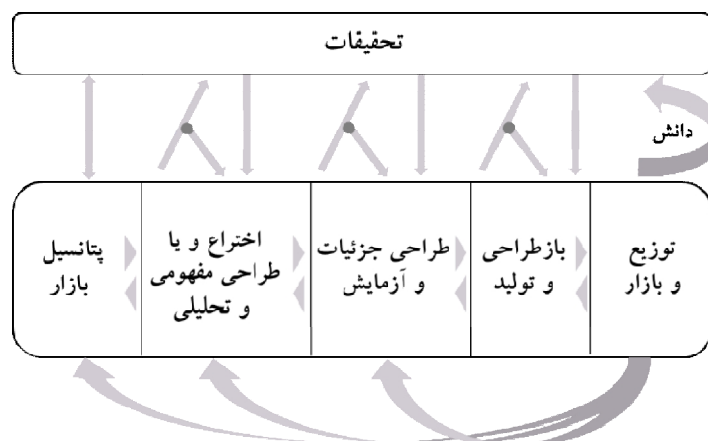 تحقیقات
دانش
پتانسیل
بازار
اختراع و یا
طراحی مفهومی
و تحلیلی
طراحی جزئیات
و آزمایش
بازطراحی
و تولید
توزیع
و بازار